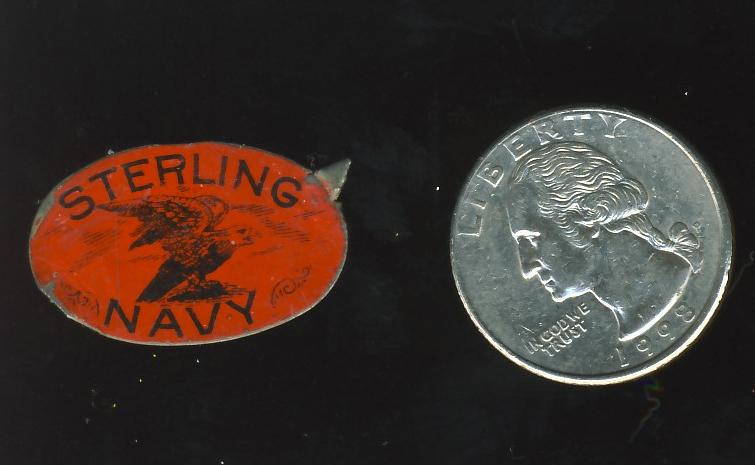 STERLING
NAVY
LIBERTY
IN GOD WE
TRUST
1998